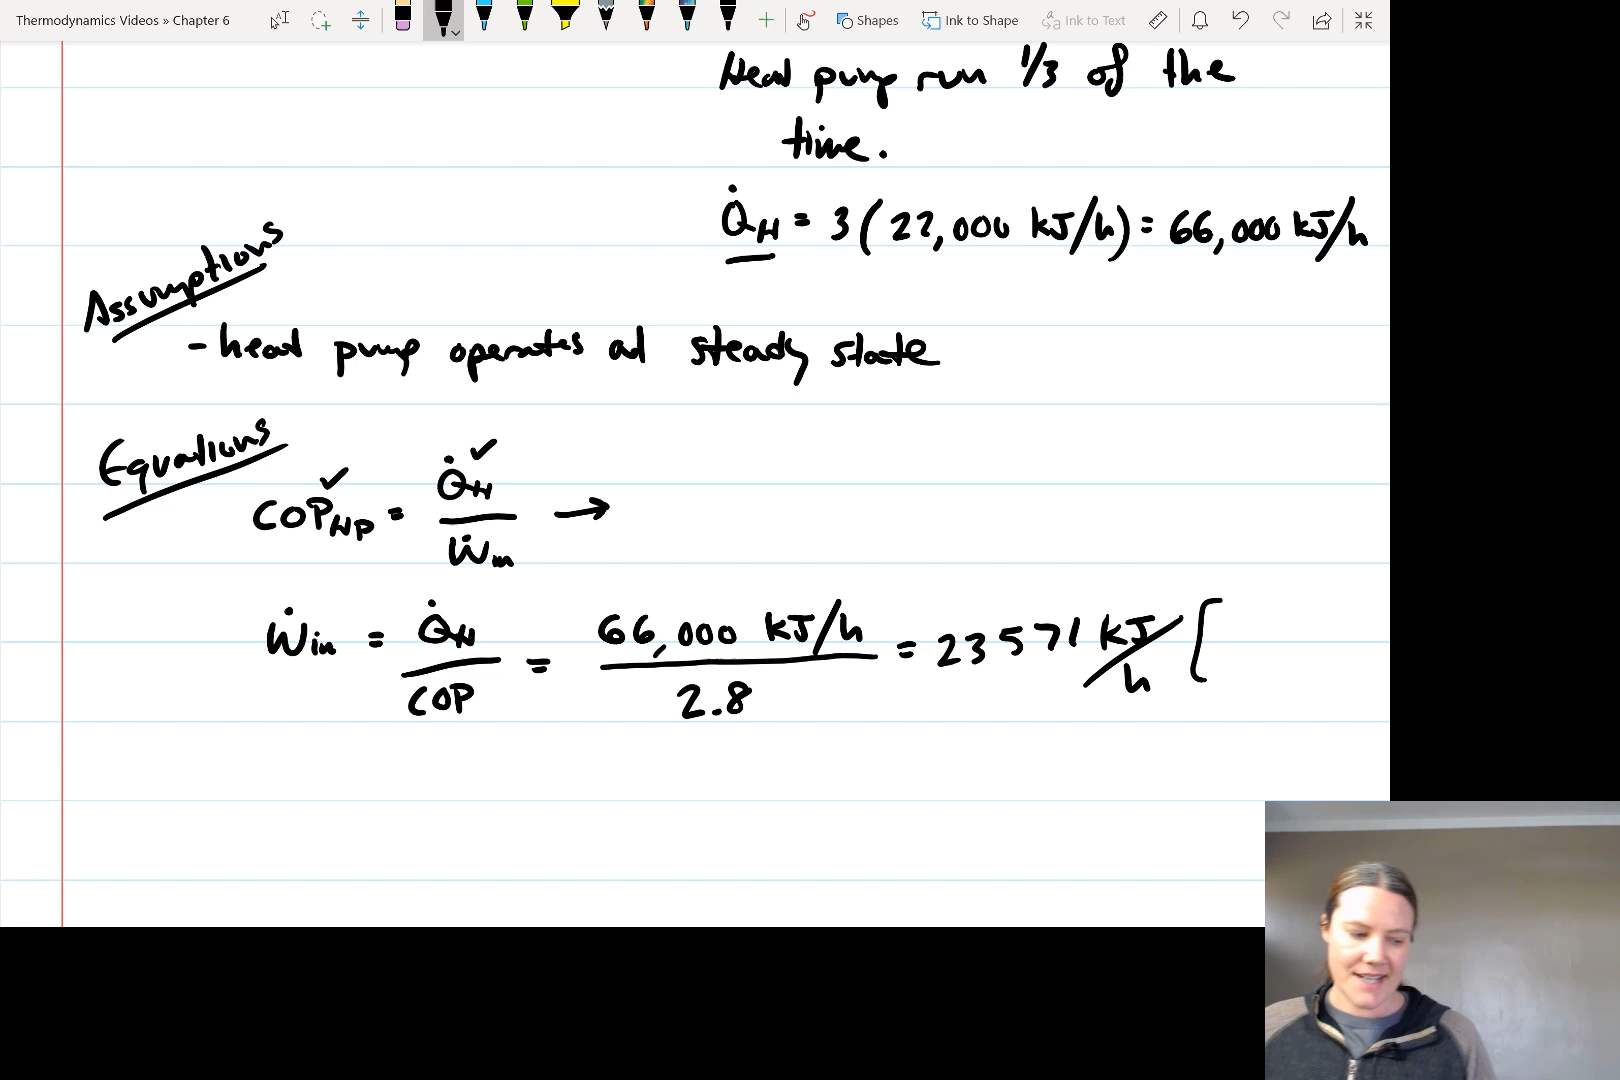 Thermodynamics Videos » Chapter 6
Shapes
Ink to Shape
Ink to Text
Heat pump run 1/3 of the
time.
Q̇H = 3(22,000 kJ/h) = 66,000 kJ/h
Assumptions
- heat pump operates at steady state
Equations
COPHP ✓ = Q̇H ✓ / Ẇin →
Ẇin = Q̇H / COP = 66,000 kJ/h / 2.8 = 23571 kJ/h [